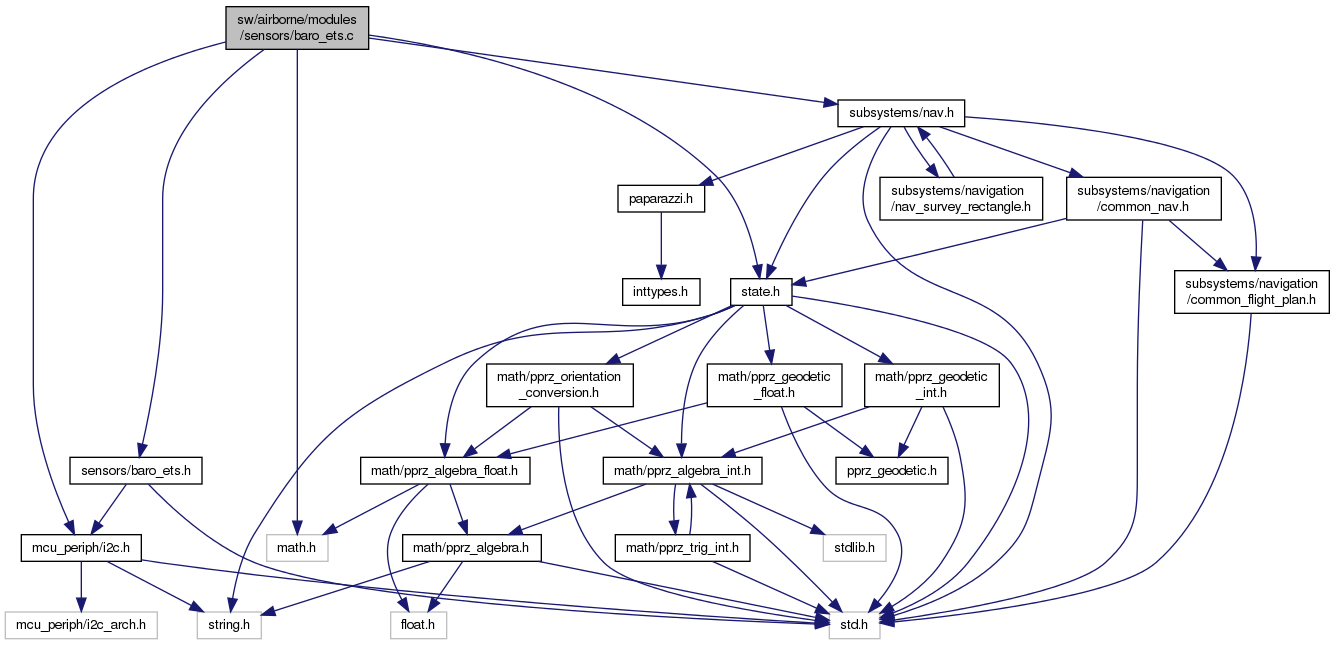 sw/airborne/modules
/sensors/baro_ets.c
subsystems/nav.h
paparazzi.h
subsystems/navigation
/nav_survey_rectangle.h
subsystems/navigation
/common_nav.h
inttypes.h
state.h
subsystems/navigation
/common_flight_plan.h
math/pprz_orientation
_conversion.h
math/pprz_geodetic
_float.h
math/pprz_geodetic
_int.h
sensors/baro_ets.h
math/pprz_algebra_float.h
math/pprz_algebra_int.h
pprz_geodetic.h
mcu_periph/i2c.h
math.h
math/pprz_algebra.h
math/pprz_trig_int.h
stdlib.h
mcu_periph/i2c_arch.h
string.h
float.h
std.h